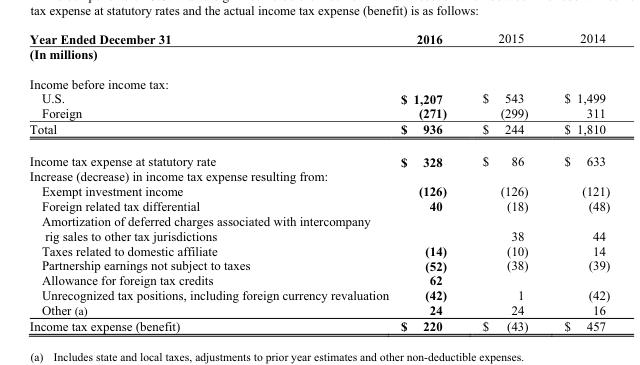 tax expense at statutory rates and the actual income tax expense (benefit) is as follows:
Year Ended December 31 2016 2015 2014
(In millions)
Income before income tax:
U.S. $ 1,207 $ 543 $ 1,499
Foreign (271) (299) 311
Total $ 936 $ 244 $ 1,810
Income tax expense at statutory rate $ 328 $ 86 $ 633
Increase (decrease) in income tax expense resulting from:
Exempt investment income (126) (126) (121)
Foreign related tax differential 40 (18) (48)
Amortization of deferred charges associated with intercompany
rig sales to other tax jurisdictions 38 44
Taxes related to domestic affiliate (14) (10) 14
Partnership earnings not subject to taxes (52) (38) (39)
Allowance for foreign tax credits 62
Unrecognized tax positions, including foreign currency revaluation (42) 1 (42)
Other (a) 24 24 16
Income tax expense (benefit) $ 220 $ (43) $ 457
(a) Includes state and local taxes, adjustments to prior year estimates and other non-deductible expenses.